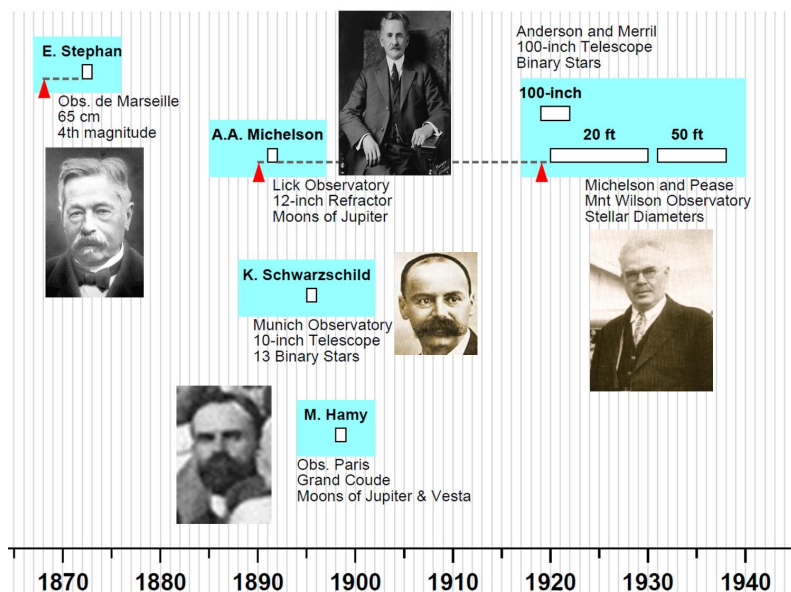 E. Stephan
Obs. de Marseille
65 cm
4th magnitude
A.A. Michelson
Lick Observatory
12-inch Refractor
Moons of Jupiter
Anderson and Merril
100-inch Telescope
Binary Stars
100-inch
20 ft
50 ft
Michelson and Pease
Mnt Wilson Observatory
Stellar Diameters
K. Schwarzschild
Munich Observatory
10-inch Telescope
13 Binary Stars
M. Hamy
Obs. Paris
Grand Coude
Moons of Jupiter & Vesta
1870 1880 1890 1900 1910 1920 1930 1940